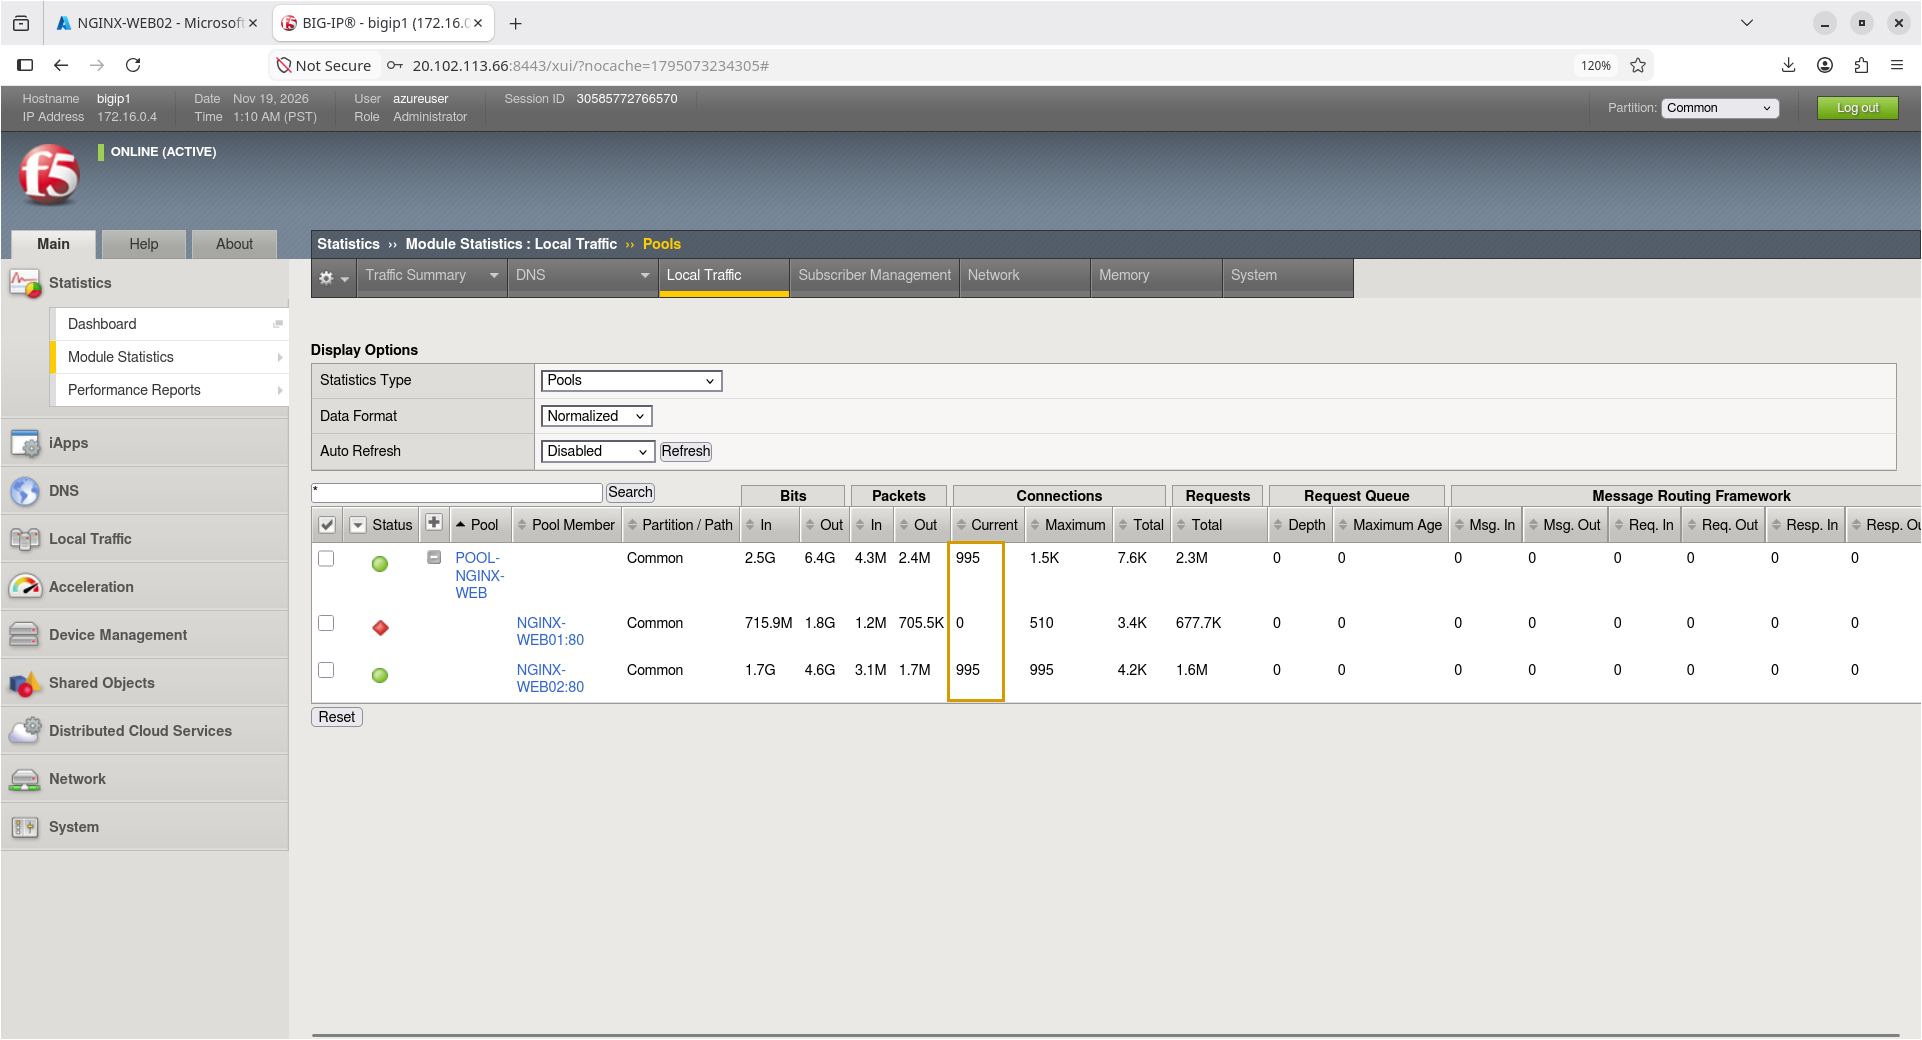 NGINX-WEB02 - Microsoft
BIG-IP® - bigip1 (172.16.0
Not Secure
20.102.113.66:8443/xui/?nocache=1795073234305#
120%
Hostname bigip1 Date Nov 19, 2026 User azureuser Session ID 30585772766570
IP Address 172.16.0.4 Time 1:10 AM (PST) Role Administrator
Partition: Common Log out
f5
ONLINE (ACTIVE)
Main Help About
Statistics ›› Module Statistics : Local Traffic ›› Pools
Traffic Summary DNS Local Traffic Subscriber Management Network Memory System
Statistics
Dashboard
Module Statistics
Performance Reports
iApps
DNS
Local Traffic
Acceleration
Device Management
Shared Objects
Distributed Cloud Services
Network
System
Display Options
Statistics Type Pools
Data Format Normalized
Auto Refresh Disabled Refresh
* Search
Bits Packets Connections Requests Request Queue Message Routing Framework
Status Pool Pool Member Partition / Path In Out In Out Current Maximum Total Total Depth Maximum Age Msg. In Msg. Out Req. In Req. Out Resp. In Resp. Ou
POOL- Common 2.5G 6.4G 4.3M 2.4M 995 1.5K 7.6K 2.3M 0 0 0 0 0 0 0 0
NGINX-
WEB
NGINX- Common 715.9M 1.8G 1.2M 705.5K 0 510 3.4K 677.7K 0 0 0 0 0 0 0 0
WEB01:80
NGINX- Common 1.7G 4.6G 3.1M 1.7M 995 995 4.2K 1.6M 0 0 0 0 0 0 0 0
WEB02:80
Reset